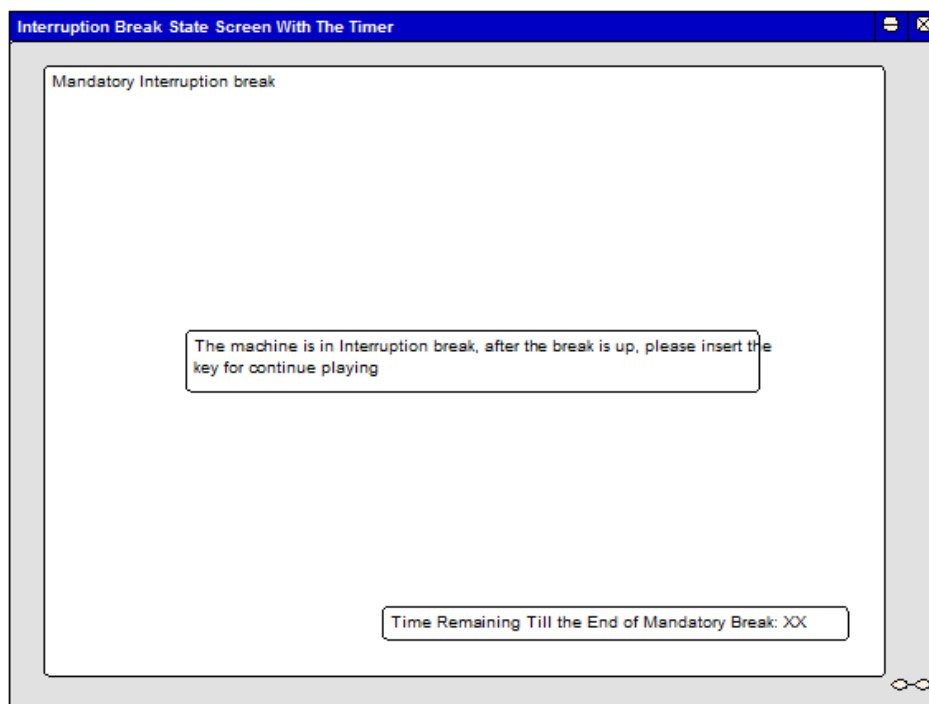 Interruption Break State Screen With The Timer
Mandatory Interruption break
The machine is in Interruption break, after the break is up, please insert the
key for continue playing
Time Remaining Till the End of Mandatory Break: XX